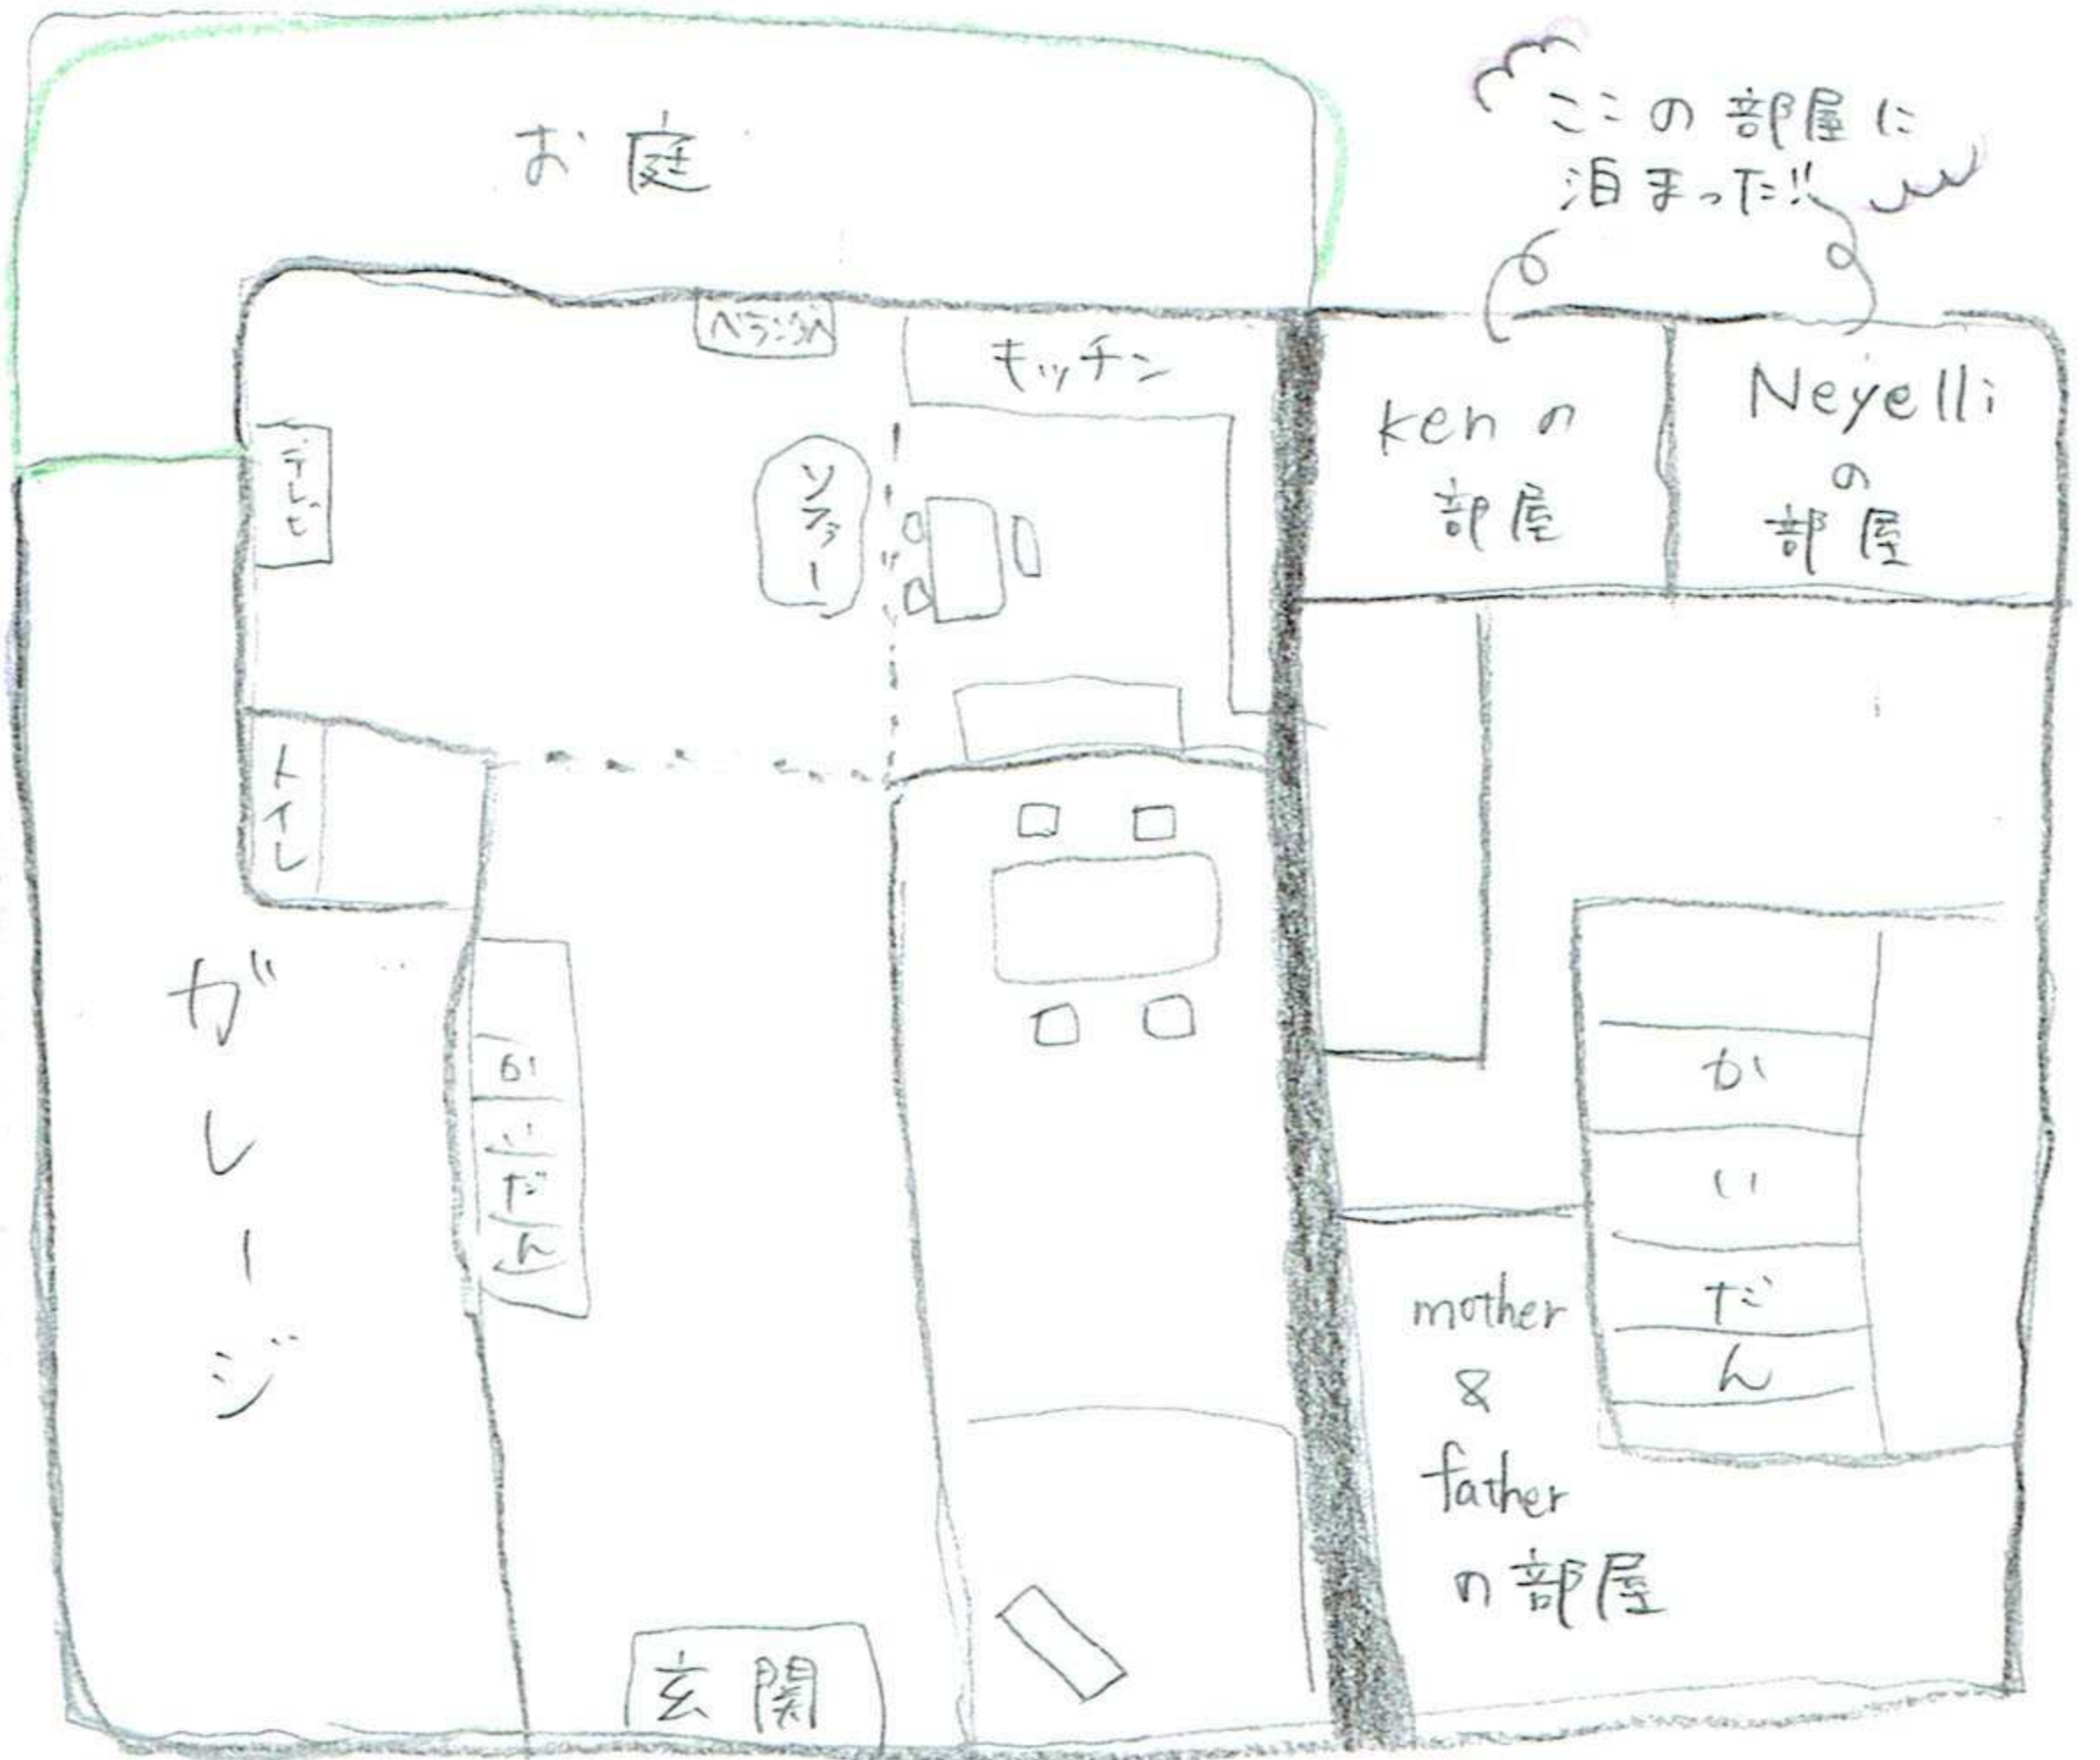 お庭
ここの部屋に
泊まった!!
ベランダ
キッチン
テレビ
ソファー
kenの
部屋
Neyelli
の
部屋
トイレ
ガレージ
かいだん
かいだん
mother
&
father
の部屋
玄関